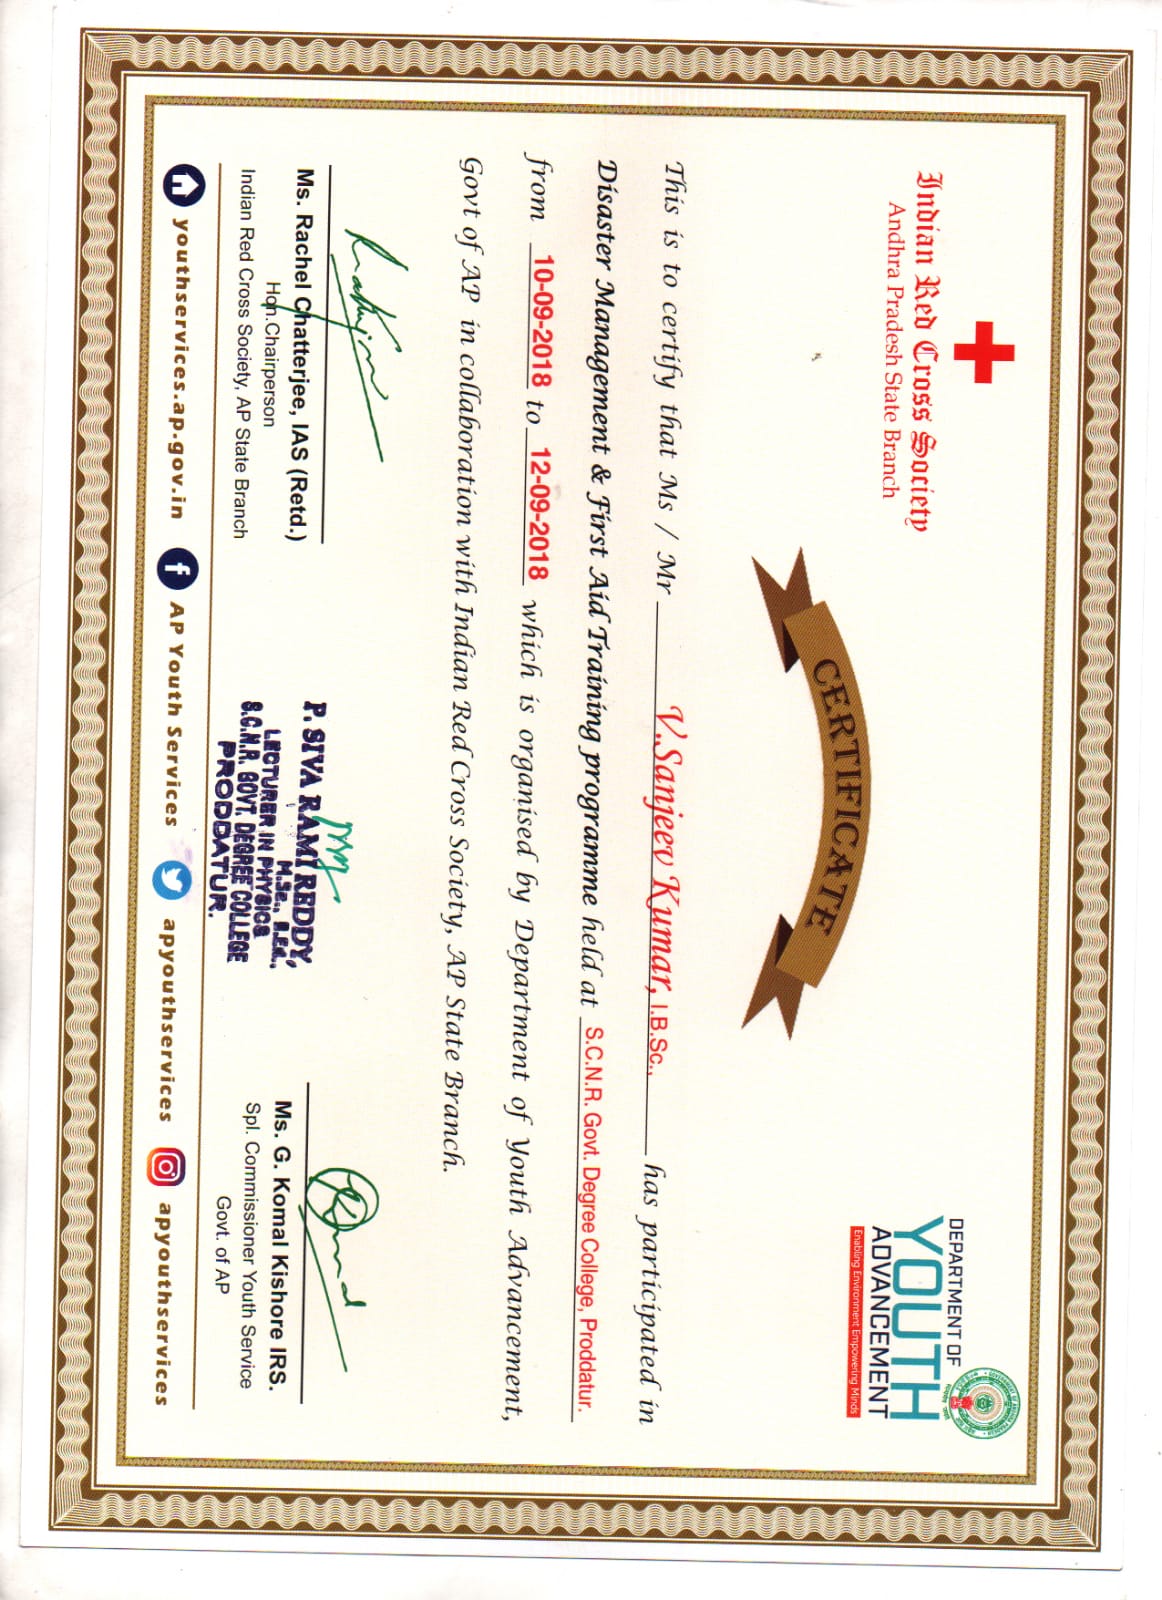 Indian Red Cross Society
Andhra Pradesh State Branch
DEPARTMENT OF
YOUTH
ADVANCEMENT
Enabling Environment Empowering Minds
CERTIFICATE
This is to certify that Ms / Mr V.Sanjeev Kumar, I.B.Sc., has participated in
Disaster Management & First Aid Training programme held at S.C.N.R. Govt. Degree College, Proddatur.
from 10-09-2018 to 12-09-2018 which is organised by Department of Youth Advancement,
Govt of AP in collaboration with Indian Red Cross Society, AP State Branch.
Ms. Rachel Chatterjee, IAS (Retd.)
Hon.Chairperson
Indian Red Cross Society, AP State Branch
P. SIVA RAMI REDDY,
M.Sc., B.Ed.,
LECTURER IN PHYSICS
S.C.N.R. GOVT. DEGREE COLLEGE
PRODDATUR.
Ms. G. Komal Kishore IRS.
Spl. Commissioner Youth Service
Govt. of AP
youthservices.ap.gov.in
AP Youth Services
apyouthservices
apyouthservices